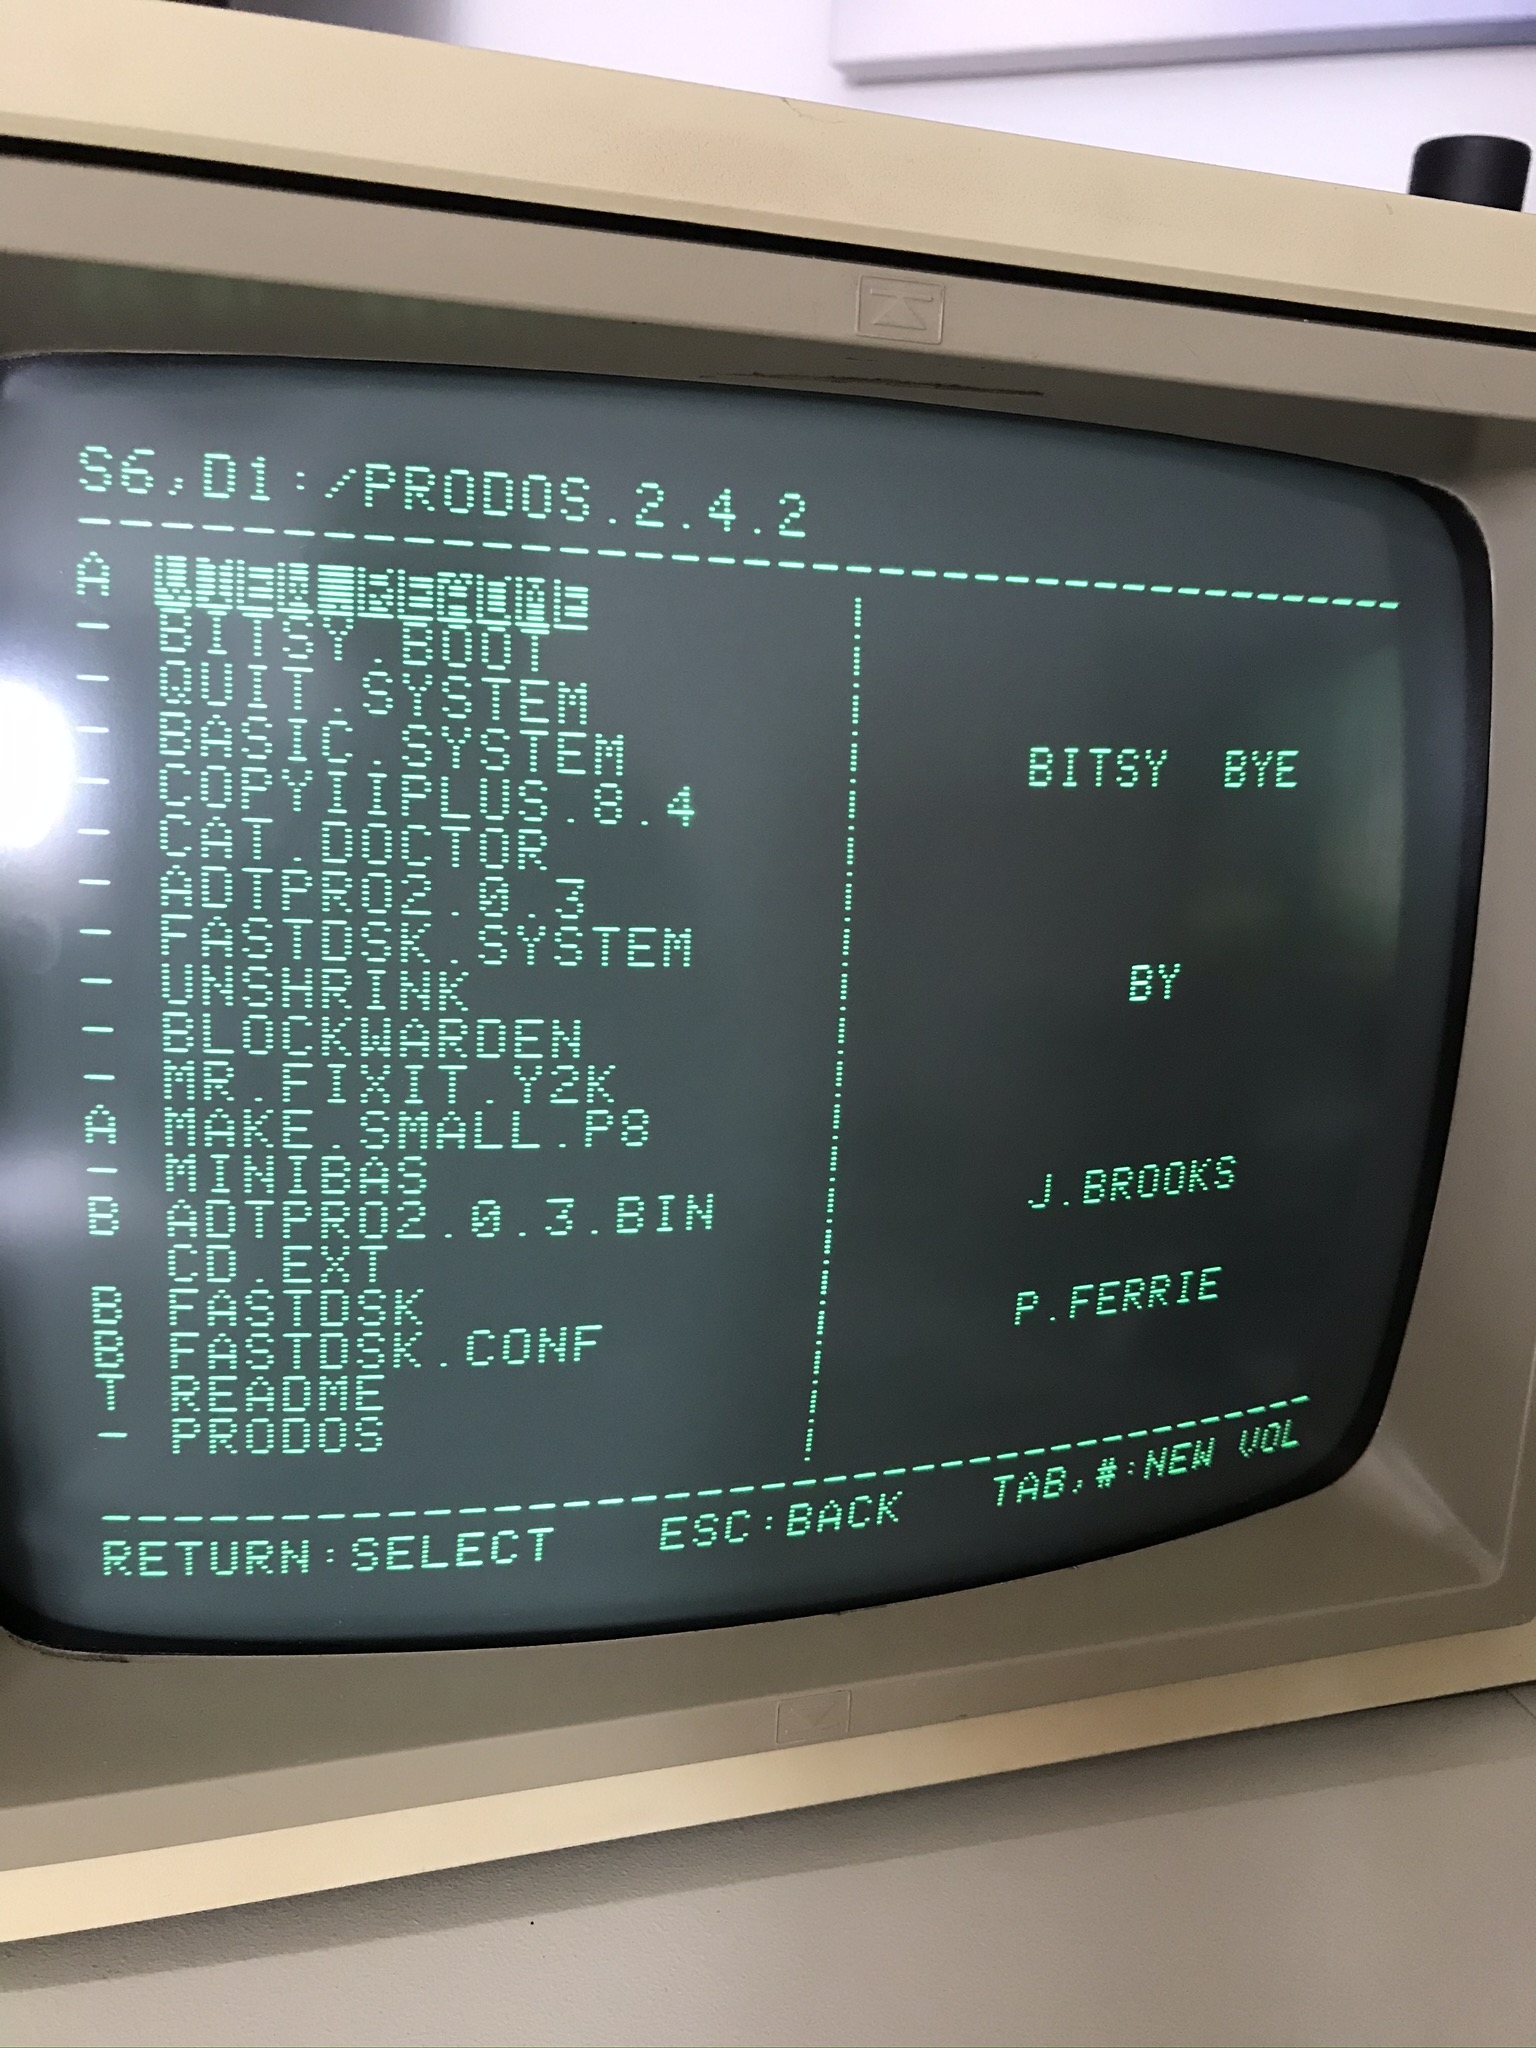 S6,D1:/PRODOS.2.4.2
A
- BITSY.BOOT
- QUIT.SYSTEM
- BASIC.SYSTEM
- COPYIIPLUS.8.4
- CAT.DOCTOR
- ADTPRO2.0.3
- FASTDSK.SYSTEM
- UNSHRINK
- BLOCKWARDEN
- MR.FIXIT.Y2K
A MAKE.SMALL.P8
- MINIBAS
B ADTPRO2.0.3.BIN
CD.EXT
B FASTDSK
B FASTDSK.CONF
T README
- PRODOS
BITSY BYE
BY
J.BROOKS
P.FERRIE
RETURN:SELECT ESC:BACK TAB,#:NEW VOL